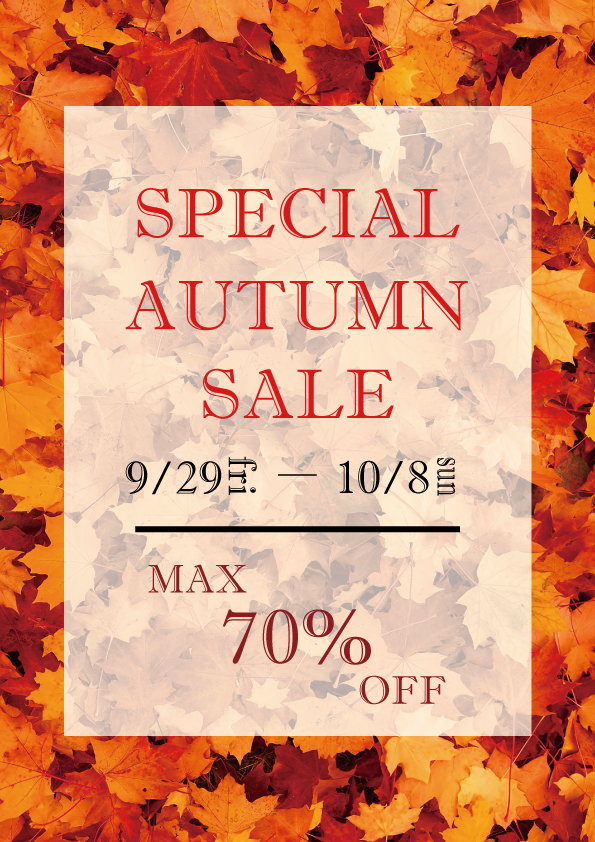 SPECIAL
AUTUMN
SALE
9/29fri. — 10/8sun
MAX
70%
OFF